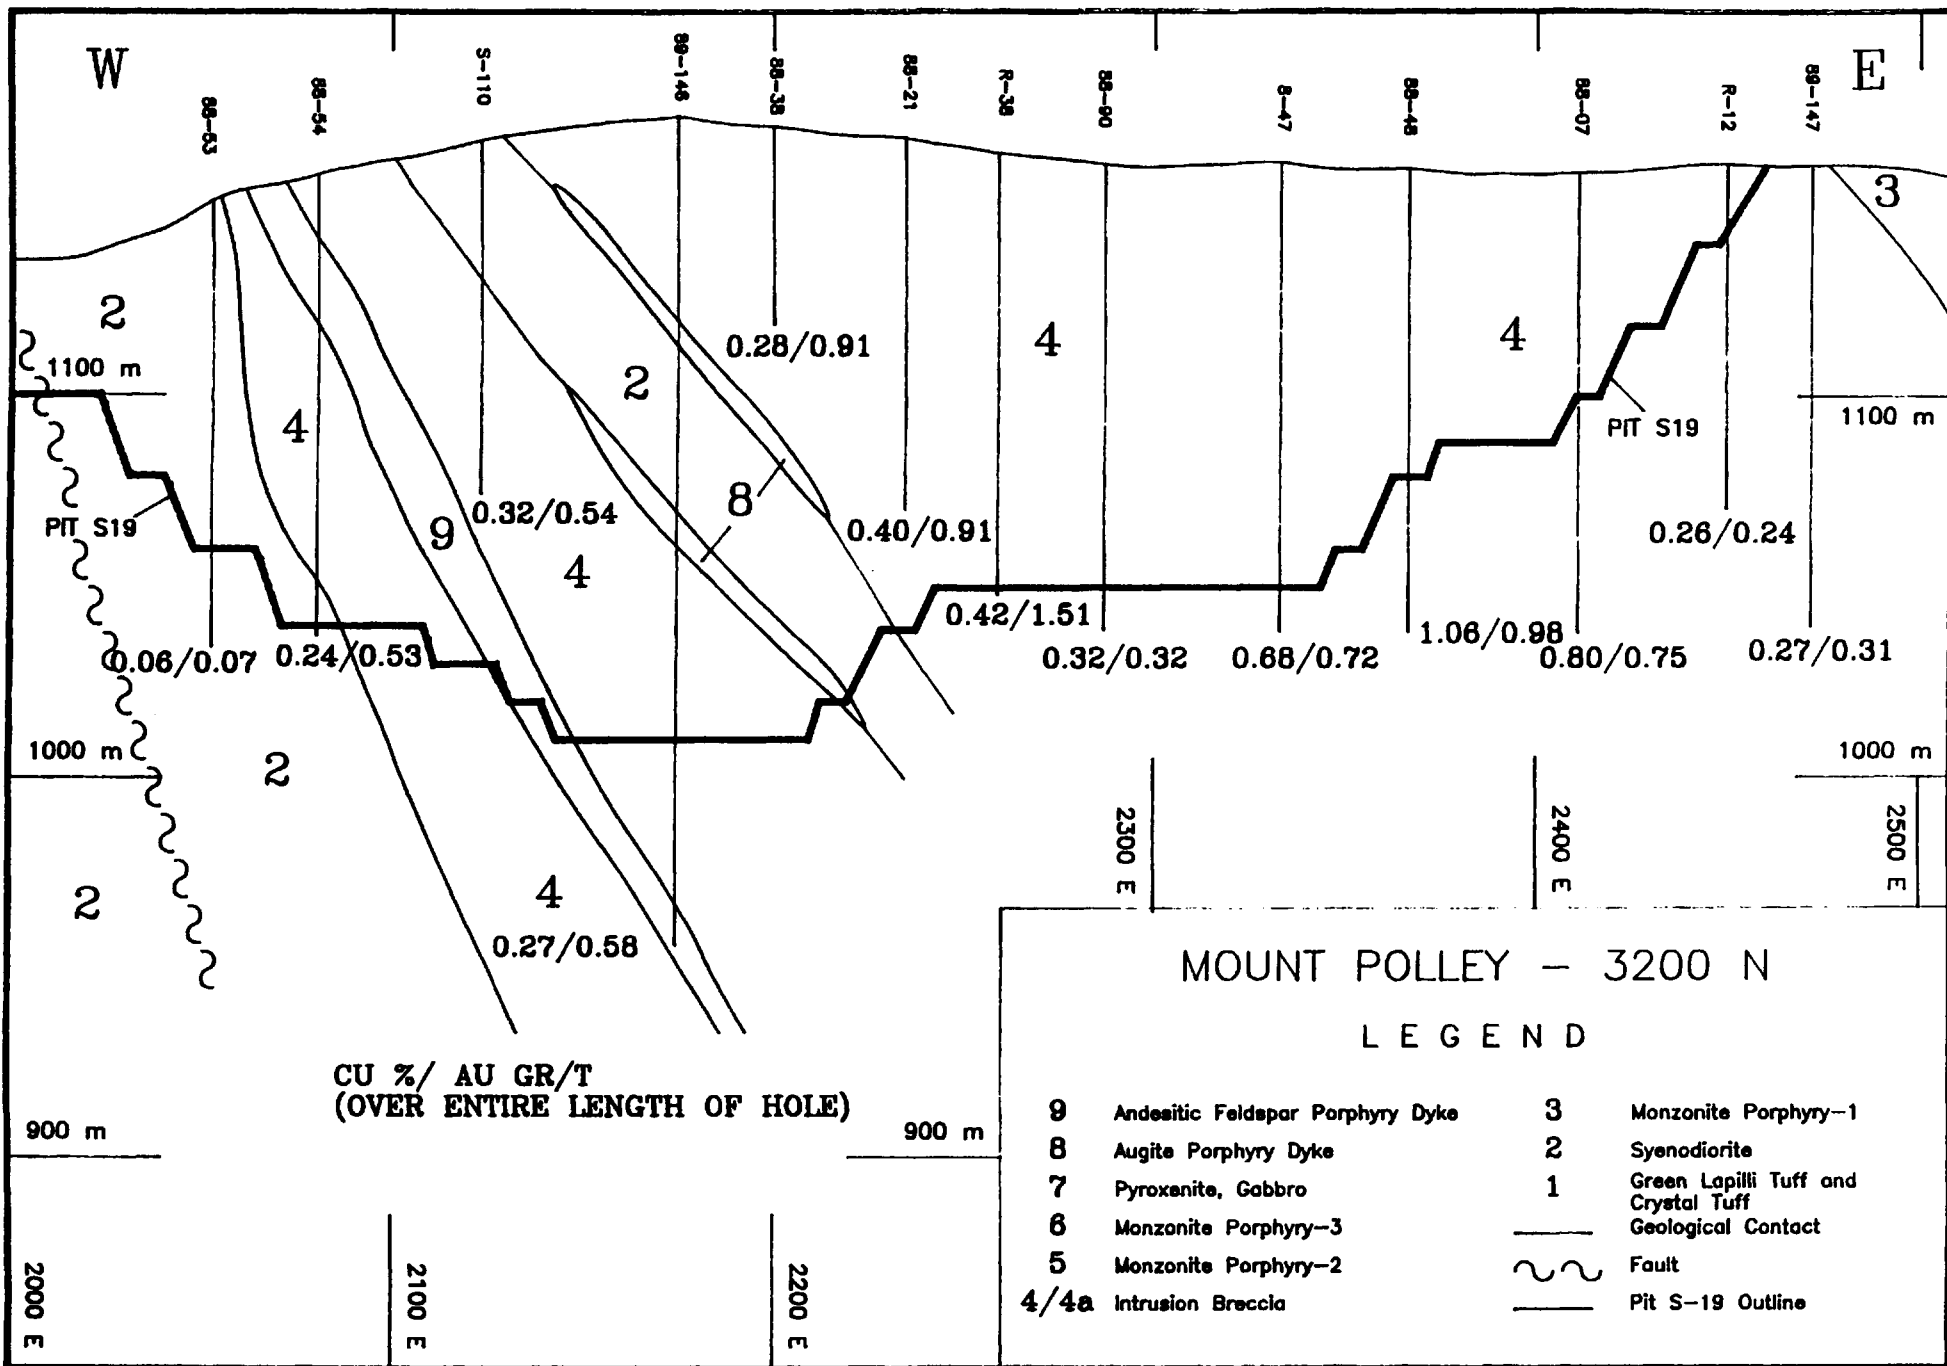 W
E
88-53
88-54
S-110
89-146
88-38
88-21
R-38
88-90
8-47
88-48
88-07
R-12
89-147
3
2
1100 m
4
2
0.28/0.91
4
4
1100 m
PIT S19
PIT S19
9
0.32/0.54
8
4
0.40/0.91
0.26/0.24
0.42/1.51
0.06/0.07
0.24/0.53
0.32/0.32
0.68/0.72
1.06/0.98
0.80/0.75
0.27/0.31
1000 m
2
1000 m
2
4
0.27/0.58
2300 E
2400 E
2500 E
MOUNT POLLEY - 3200 N
LEGEND
CU %/ AU GR/T
(OVER ENTIRE LENGTH OF HOLE)
900 m
900 m
9 Andesitic Feldspar Porphyry Dyke
8 Augite Porphyry Dyke
7 Pyroxenite, Gabbro
6 Monzonite Porphyry-3
5 Monzonite Porphyry-2
4/4a Intrusion Breccia
3 Monzonite Porphyry-1
2 Syenodiorite
1 Green Lapilli Tuff and
Crystal Tuff
Geological Contact
Fault
Pit S-19 Outline
2000 E
2100 E
2200 E